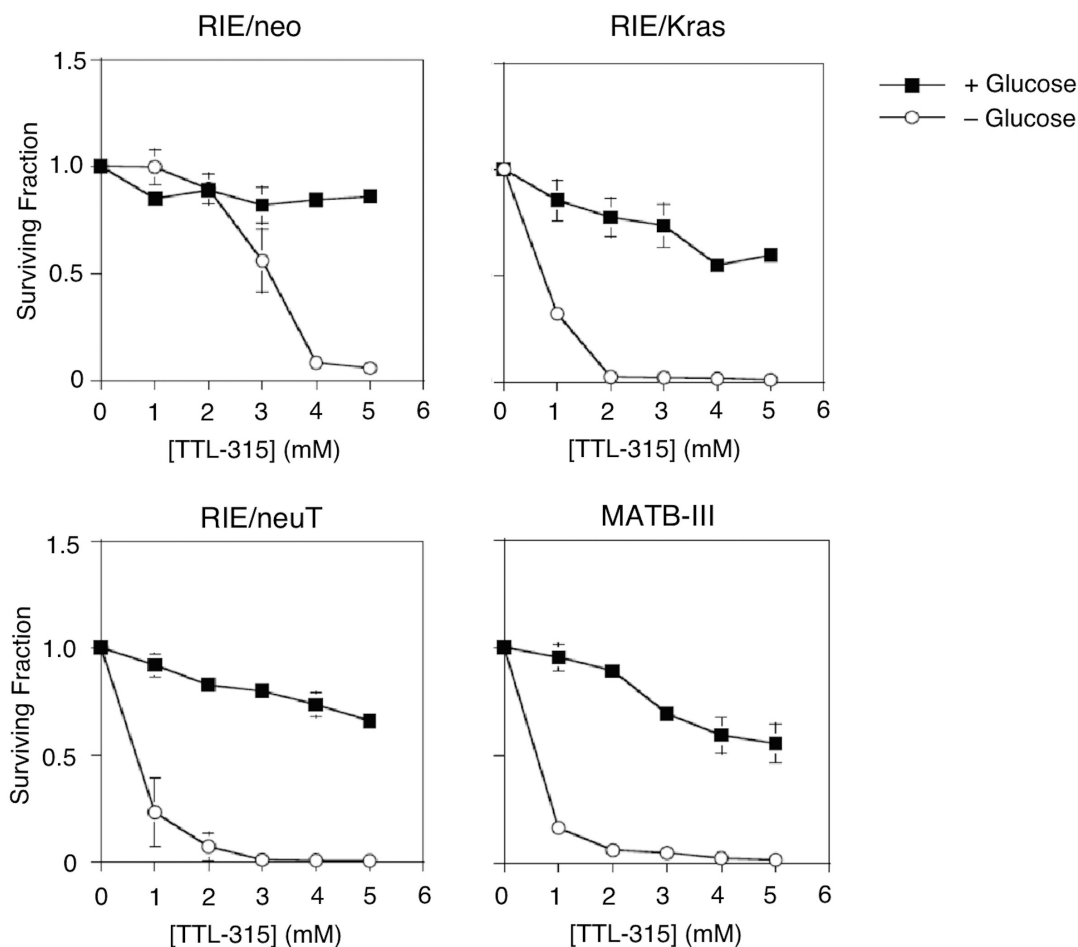 RIE/neo
RIE/Kras
1.5
1.0
0.5
0
Surviving Fraction
0 1 2 3 4 5 6
[TTL-315] (mM)
0 1 2 3 4 5 6
[TTL-315] (mM)
+ Glucose
– Glucose
RIE/neuT
MATB-III
1.5
1.0
0.5
0
Surviving Fraction
0 1 2 3 4 5 6
[TTL-315] (mM)
0 1 2 3 4 5 6
[TTL-315] (mM)